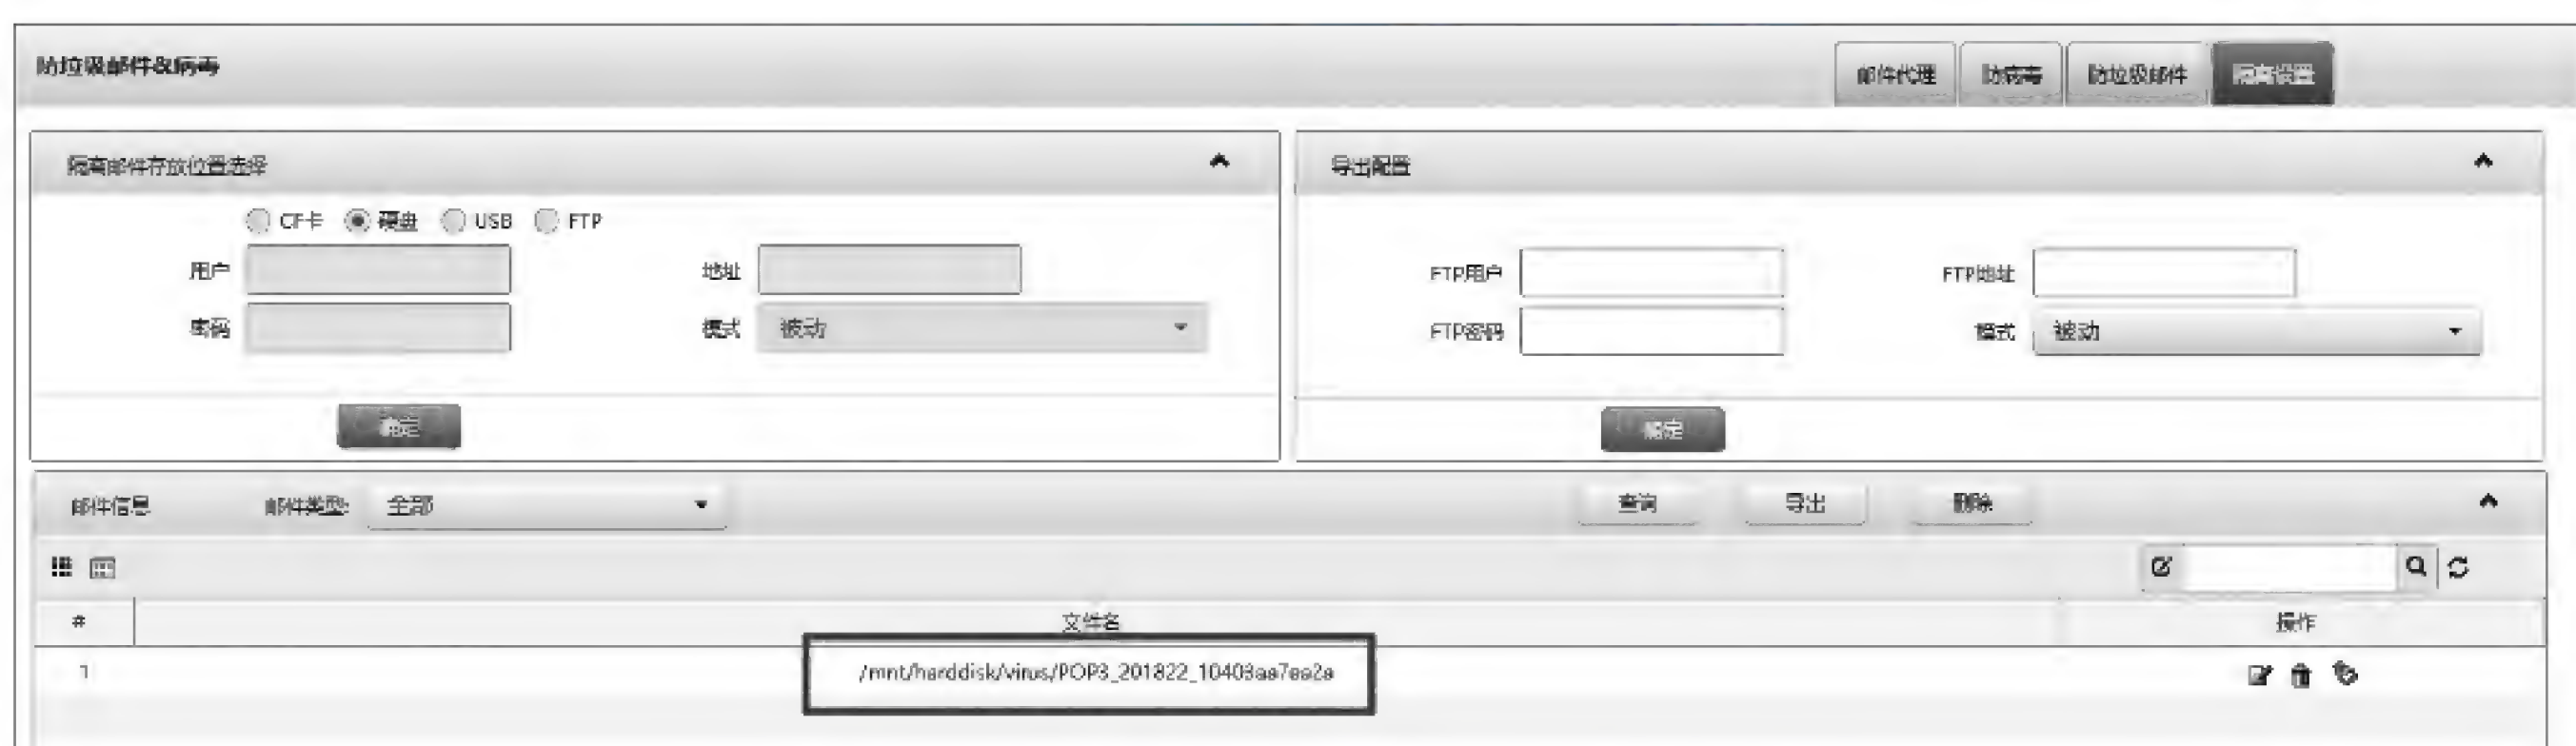 防垃圾邮件&病毒
邮件代理 防病毒 防垃圾邮件 隔离设置
隔离邮件存放位置选择
CF卡 硬盘 USB FTP
用户 地址
密码 模式 被动
确定
导出配置
FTP用户 FTP地址
FTP密码 模式 被动
确定
邮件信息 邮件类型: 全部 查询 导出 删除
# 文件名 操作
1 /mnt/harddisk/virus/POP3_201822_10403aa7ea2a